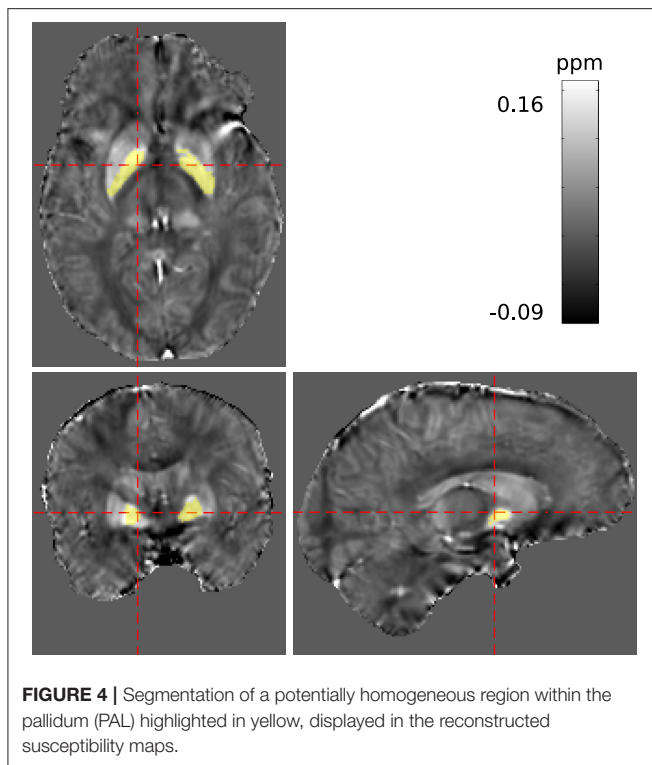 ppm
0.16
-0.09
FIGURE 4 | Segmentation of a potentially homogeneous region within the
pallidum (PAL) highlighted in yellow, displayed in the reconstructed
susceptibility maps.